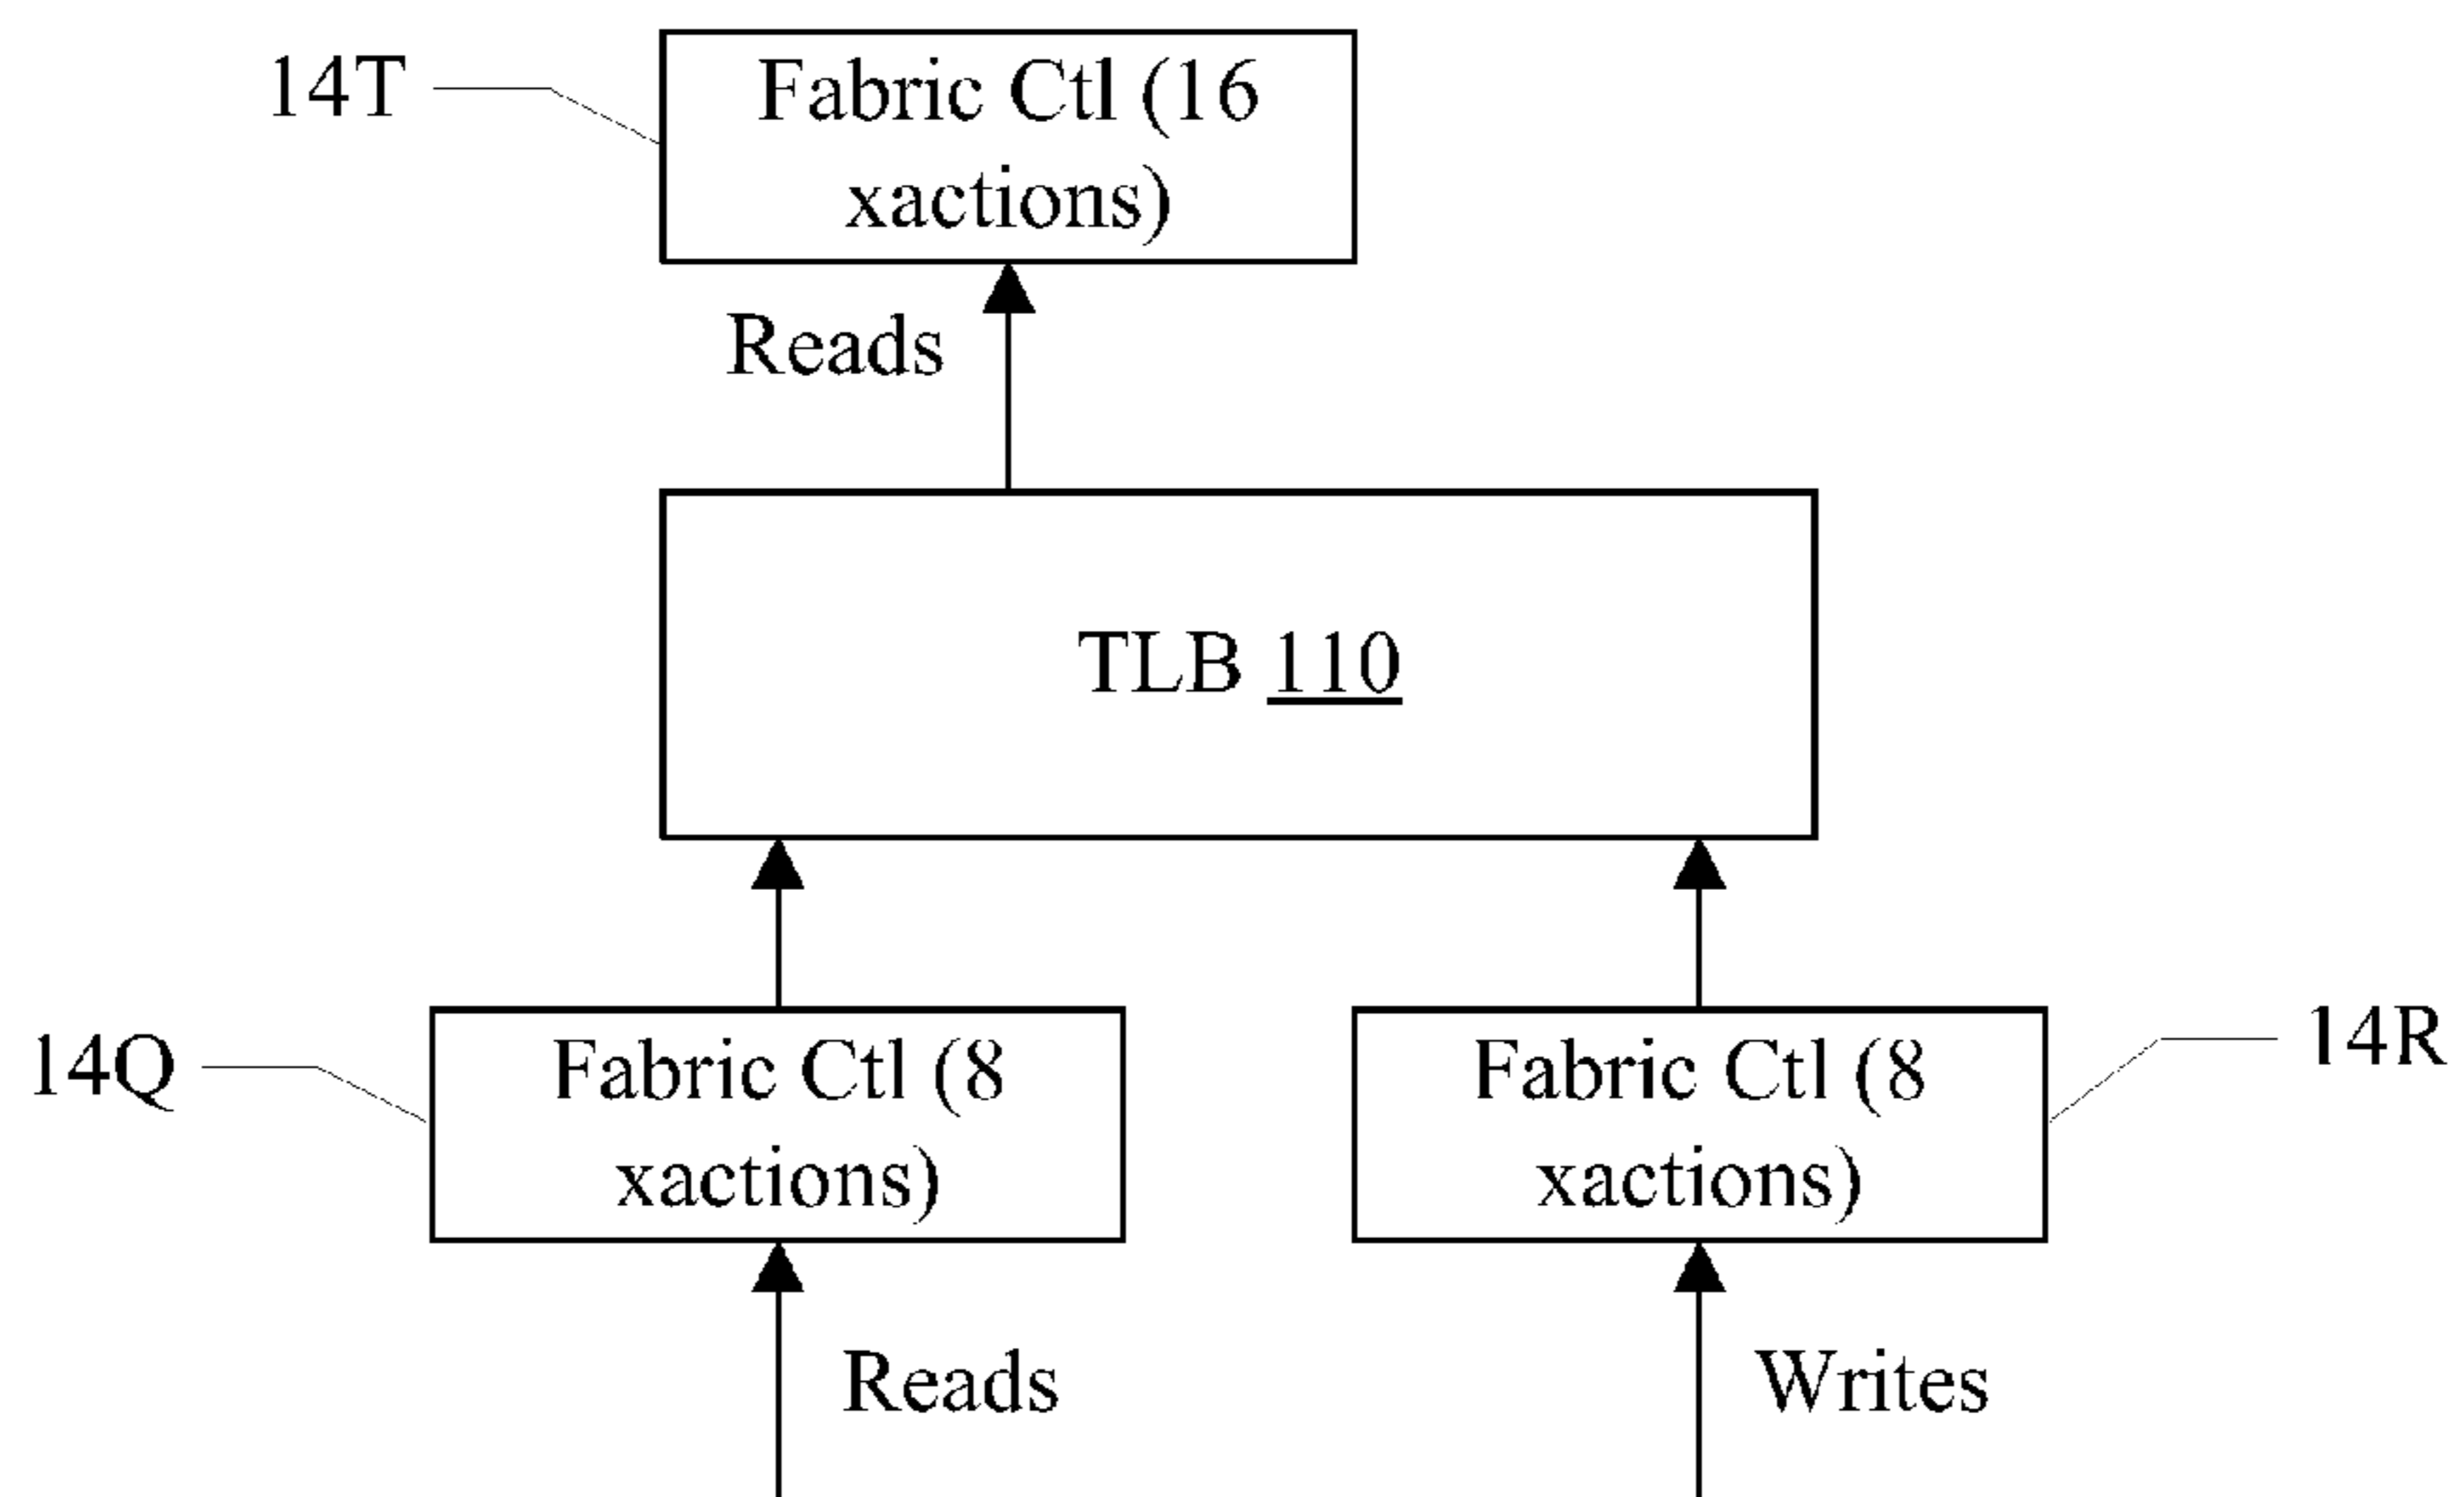 14T
Fabric Ctl (16
xactions)
Reads
TLB 110
14Q
Fabric Ctl (8
xactions)
Fabric Ctl (8
xactions)
14R
Reads
Writes